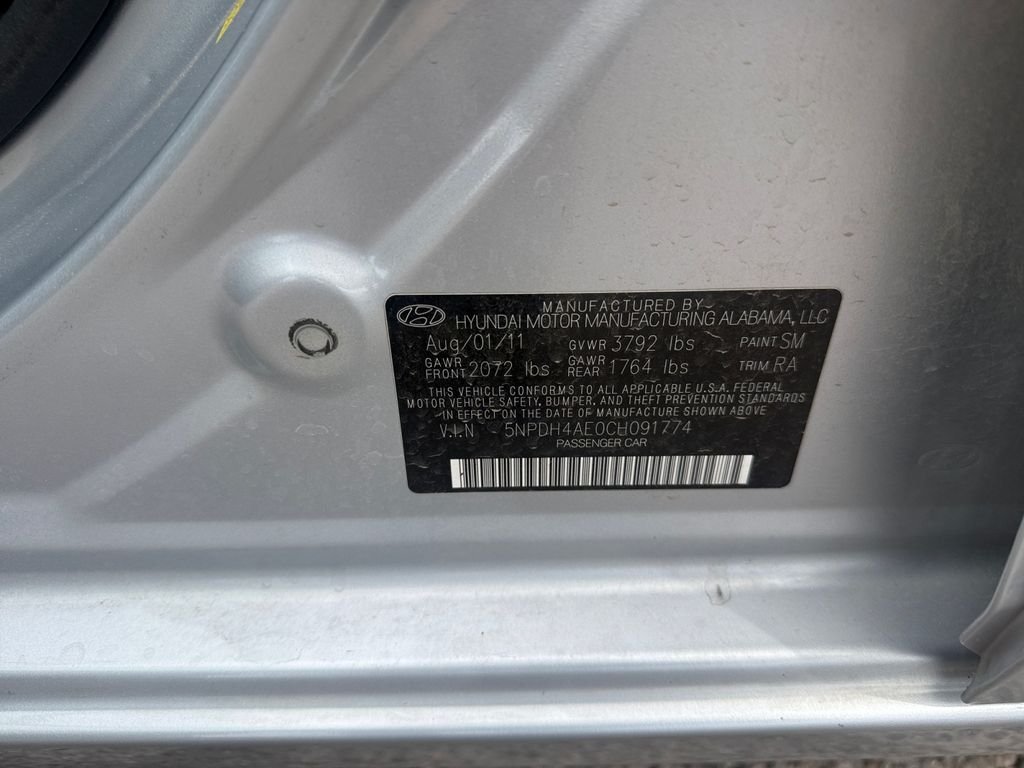 MANUFACTURED BY
HYUNDAI MOTOR MANUFACTURING ALABAMA, LLC
Aug/01/11 GVWR 3792 lbs PAINT SM
GAWR FRONT 2072 lbs GAWR REAR 1764 lbs TRIM RA
THIS VEHICLE CONFORMS TO ALL APPLICABLE U.S.A. FEDERAL
MOTOR VEHICLE SAFETY, BUMPER, AND THEFT PREVENTION STANDARDS
IN EFFECT ON THE DATE OF MANUFACTURE SHOWN ABOVE
V.I.N 5NPDH4AE0CH091774
PASSENGER CAR